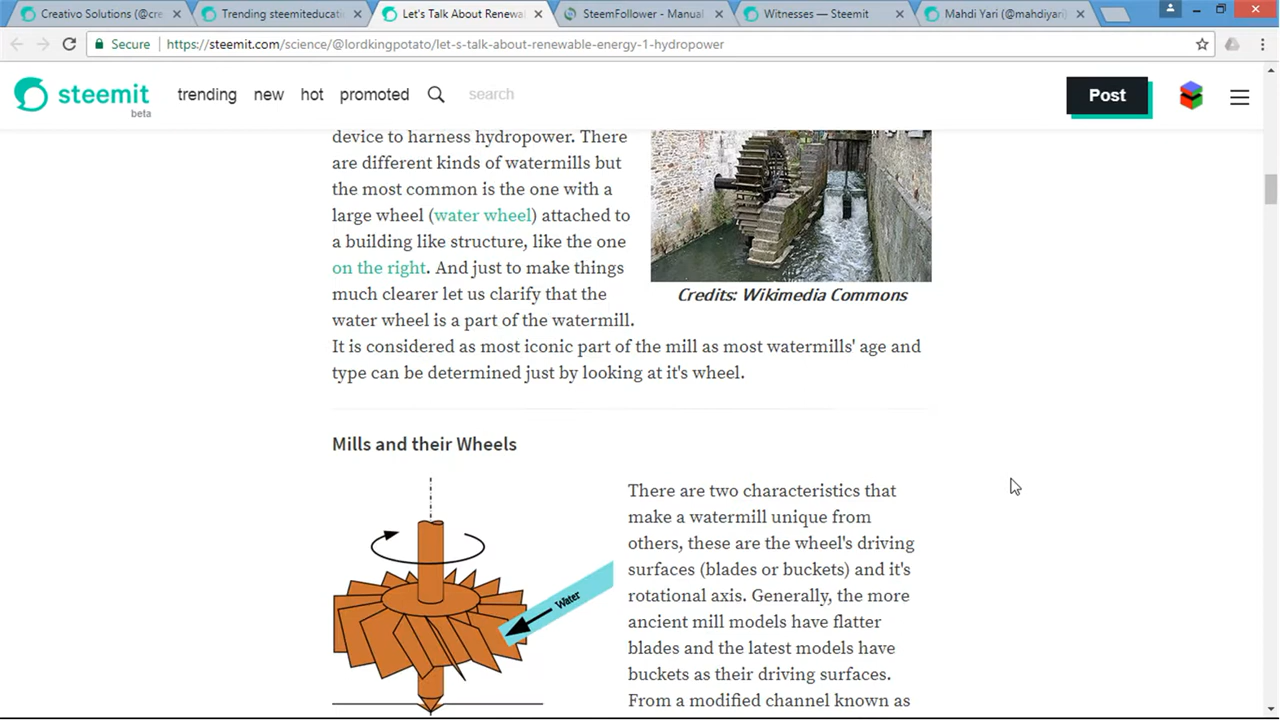 Creativo Solutions (@cre
Trending steemiteducati
Let's Talk About Renewa
SteemFollower - Manual
Witnesses — Steemit
Mahdi Yari (@mahdiyari)
Secure
https://steemit.com/science/@lordkingpotato/let-s-talk-about-renewable-energy-1-hydropower
steemit
beta
trending new hot promoted search
Post
device to harness hydropower. There
are different kinds of watermills but
the most common is the one with a
large wheel (water wheel) attached to
a building like structure, like the one
on the right. And just to make things
much clearer let us clarify that the
water wheel is a part of the watermill.
Credits: Wikimedia Commons
It is considered as most iconic part of the mill as most watermills' age and
type can be determined just by looking at it's wheel.
Mills and their Wheels
Water
There are two characteristics that
make a watermill unique from
others, these are the wheel's driving
surfaces (blades or buckets) and it's
rotational axis. Generally, the more
ancient mill models have flatter
blades and the latest models have
buckets as their driving surfaces.
From a modified channel known as